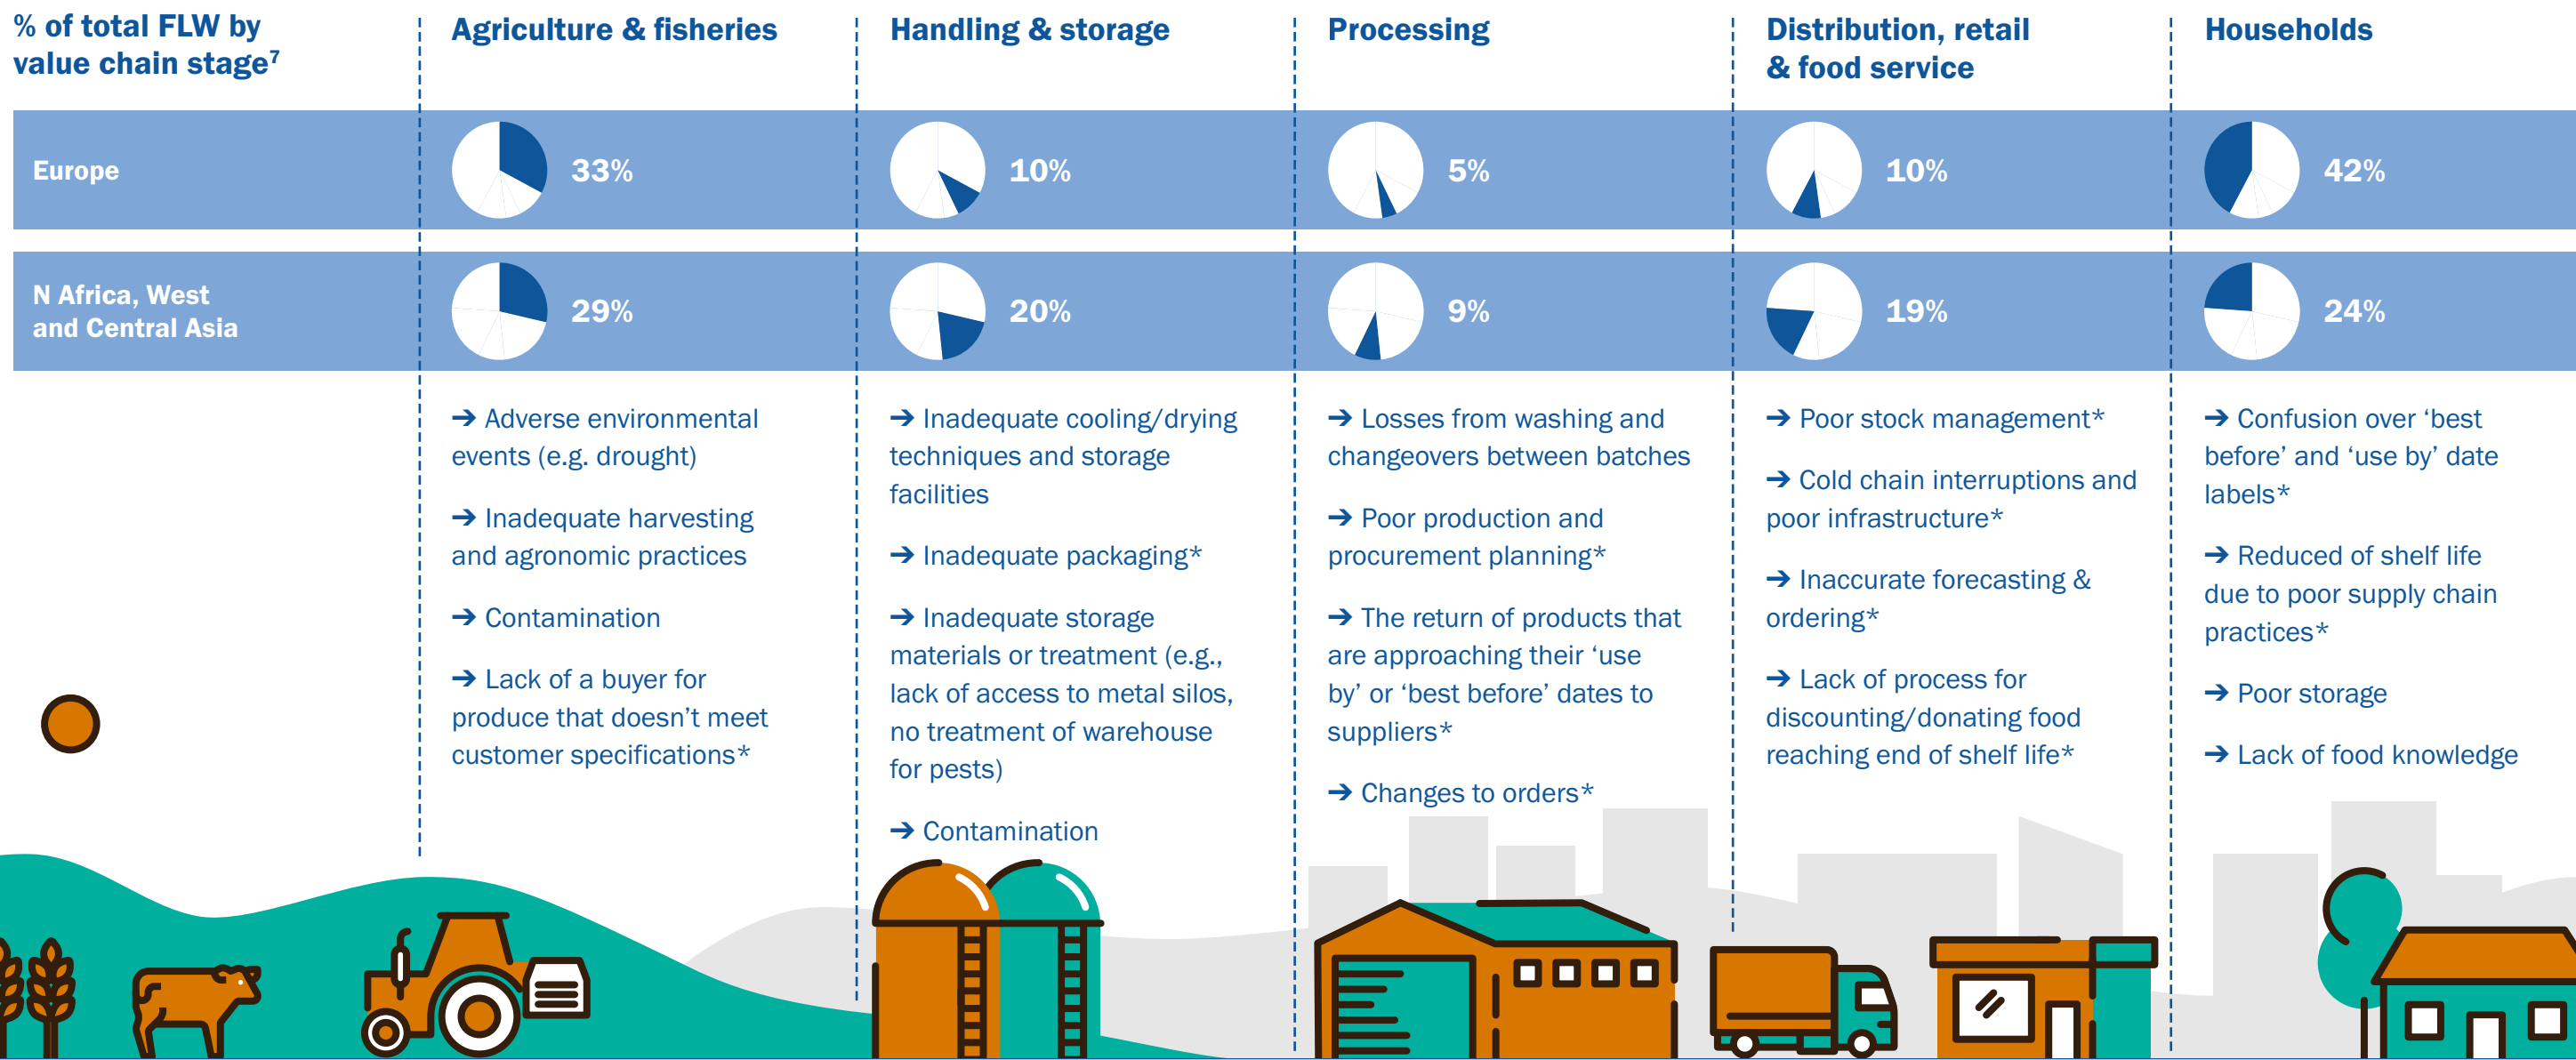 % of total FLW by
value chain stage⁷
Agriculture & fisheries
Handling & storage
Processing
Distribution, retail
& food service
Households
Europe
33%
10%
5%
10%
42%
N Africa, West
and Central Asia
29%
20%
9%
19%
24%
➔ Adverse environmental
events (e.g. drought)
➔ Inadequate harvesting
and agronomic practices
➔ Contamination
➔ Lack of a buyer for
produce that doesn’t meet
customer specifications*
➔ Inadequate cooling/drying
techniques and storage
facilities
➔ Inadequate packaging*
➔ Inadequate storage
materials or treatment (e.g.,
lack of access to metal silos,
no treatment of warehouse
for pests)
➔ Contamination
➔ Losses from washing and
changeovers between batches
➔ Poor production and
procurement planning*
➔ The return of products that
are approaching their ‘use
by’ or ‘best before’ dates to
suppliers*
➔ Changes to orders*
➔ Poor stock management*
➔ Cold chain interruptions and
poor infrastructure*
➔ Inaccurate forecasting &
ordering*
➔ Lack of process for
discounting/donating food
reaching end of shelf life*
➔ Confusion over ‘best
before’ and ‘use by’ date
labels*
➔ Reduced of shelf life
due to poor supply chain
practices*
➔ Poor storage
➔ Lack of food knowledge